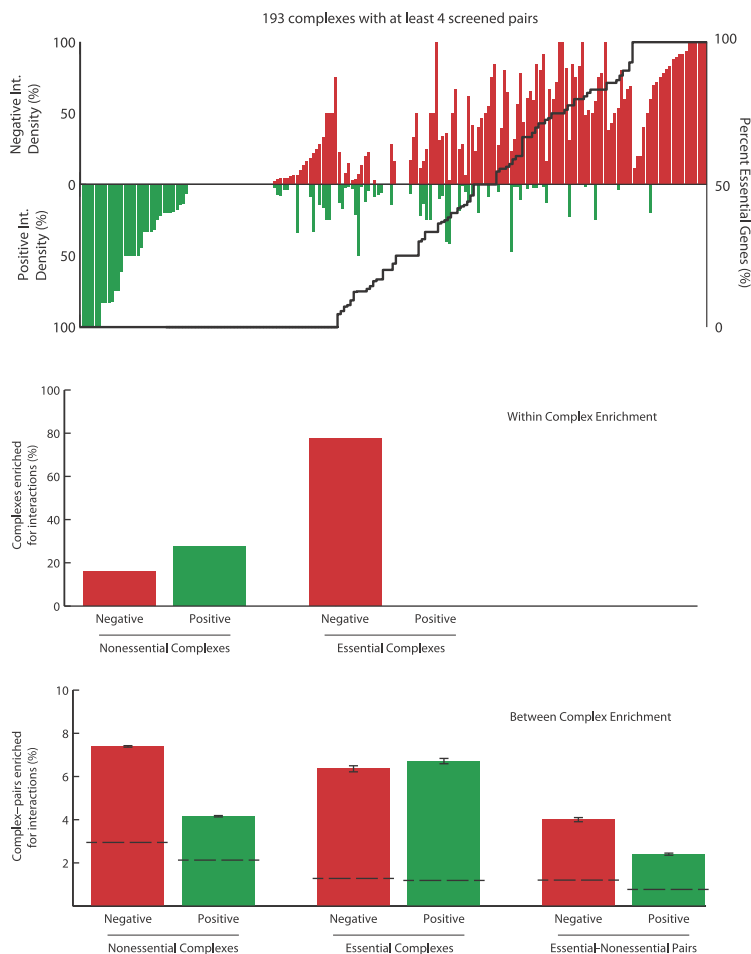 193 complexes with at least 4 screened pairs
Negative Int.
Density (%)
Positive Int.
Density (%)
100
50
0
50
100
100
50
0
Percent Essential Genes (%)
Within Complex Enrichment
Complexes enriched
for interactions (%)
100
80
60
40
20
0
Negative
Positive
Negative
Positive
Nonessential Complexes
Essential Complexes
Between Complex Enrichment
Complex–pairs enriched
for interactions (%)
10
8
6
4
2
Negative
Positive
Negative
Positive
Negative
Positive
Nonessential Complexes
Essential Complexes
Essential–Nonessential Pairs